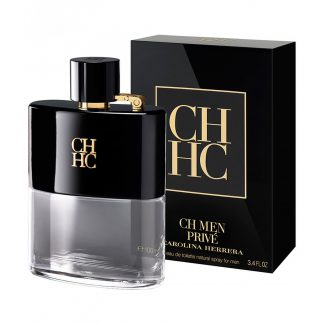 CH
HC
CH
HC
CH MEN
PRIVÉ
CAROLINA HERRERA
eau de toilette natural spray for men
3.4 FL.OZ